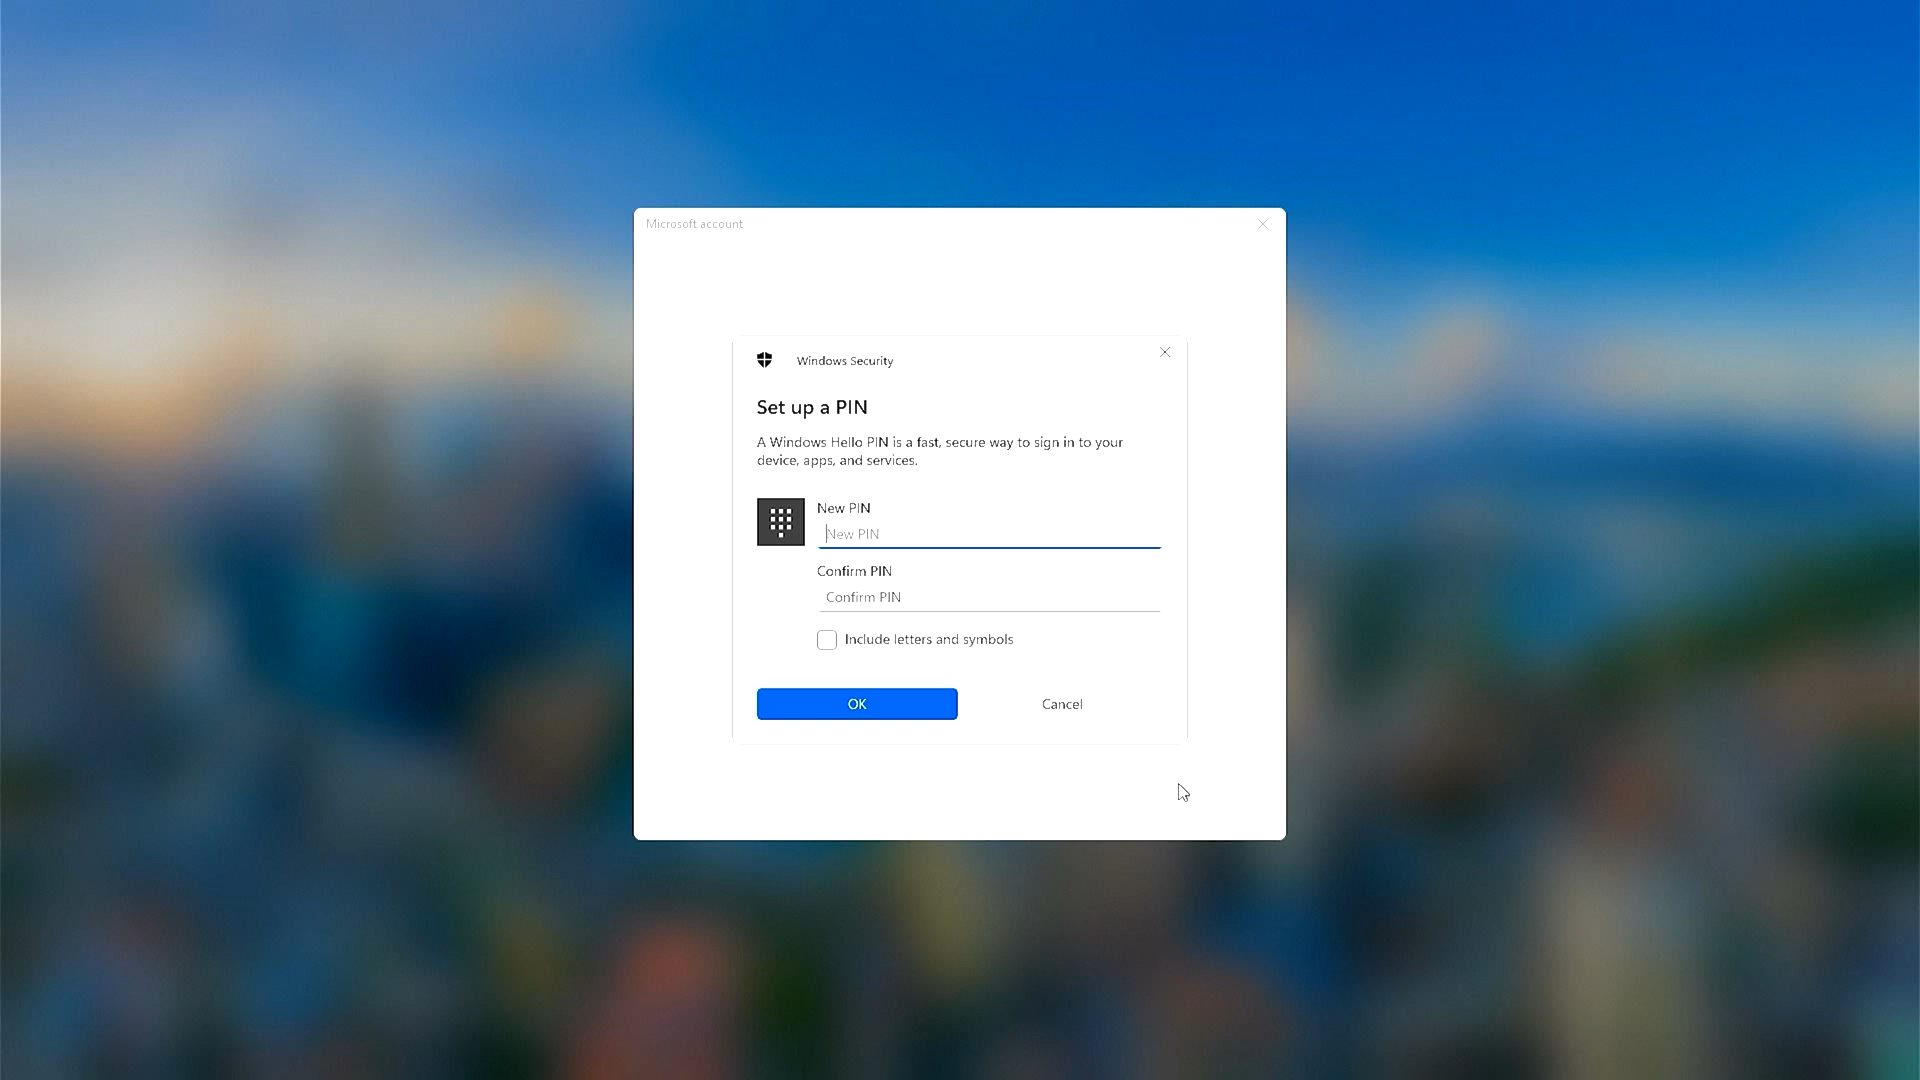 Microsoft account
Windows Security
Set up a PIN
A Windows Hello PIN is a fast, secure way to sign in to your
device, apps, and services.
New PIN
New PIN
Confirm PIN
Confirm PIN
Include letters and symbols
OK
Cancel